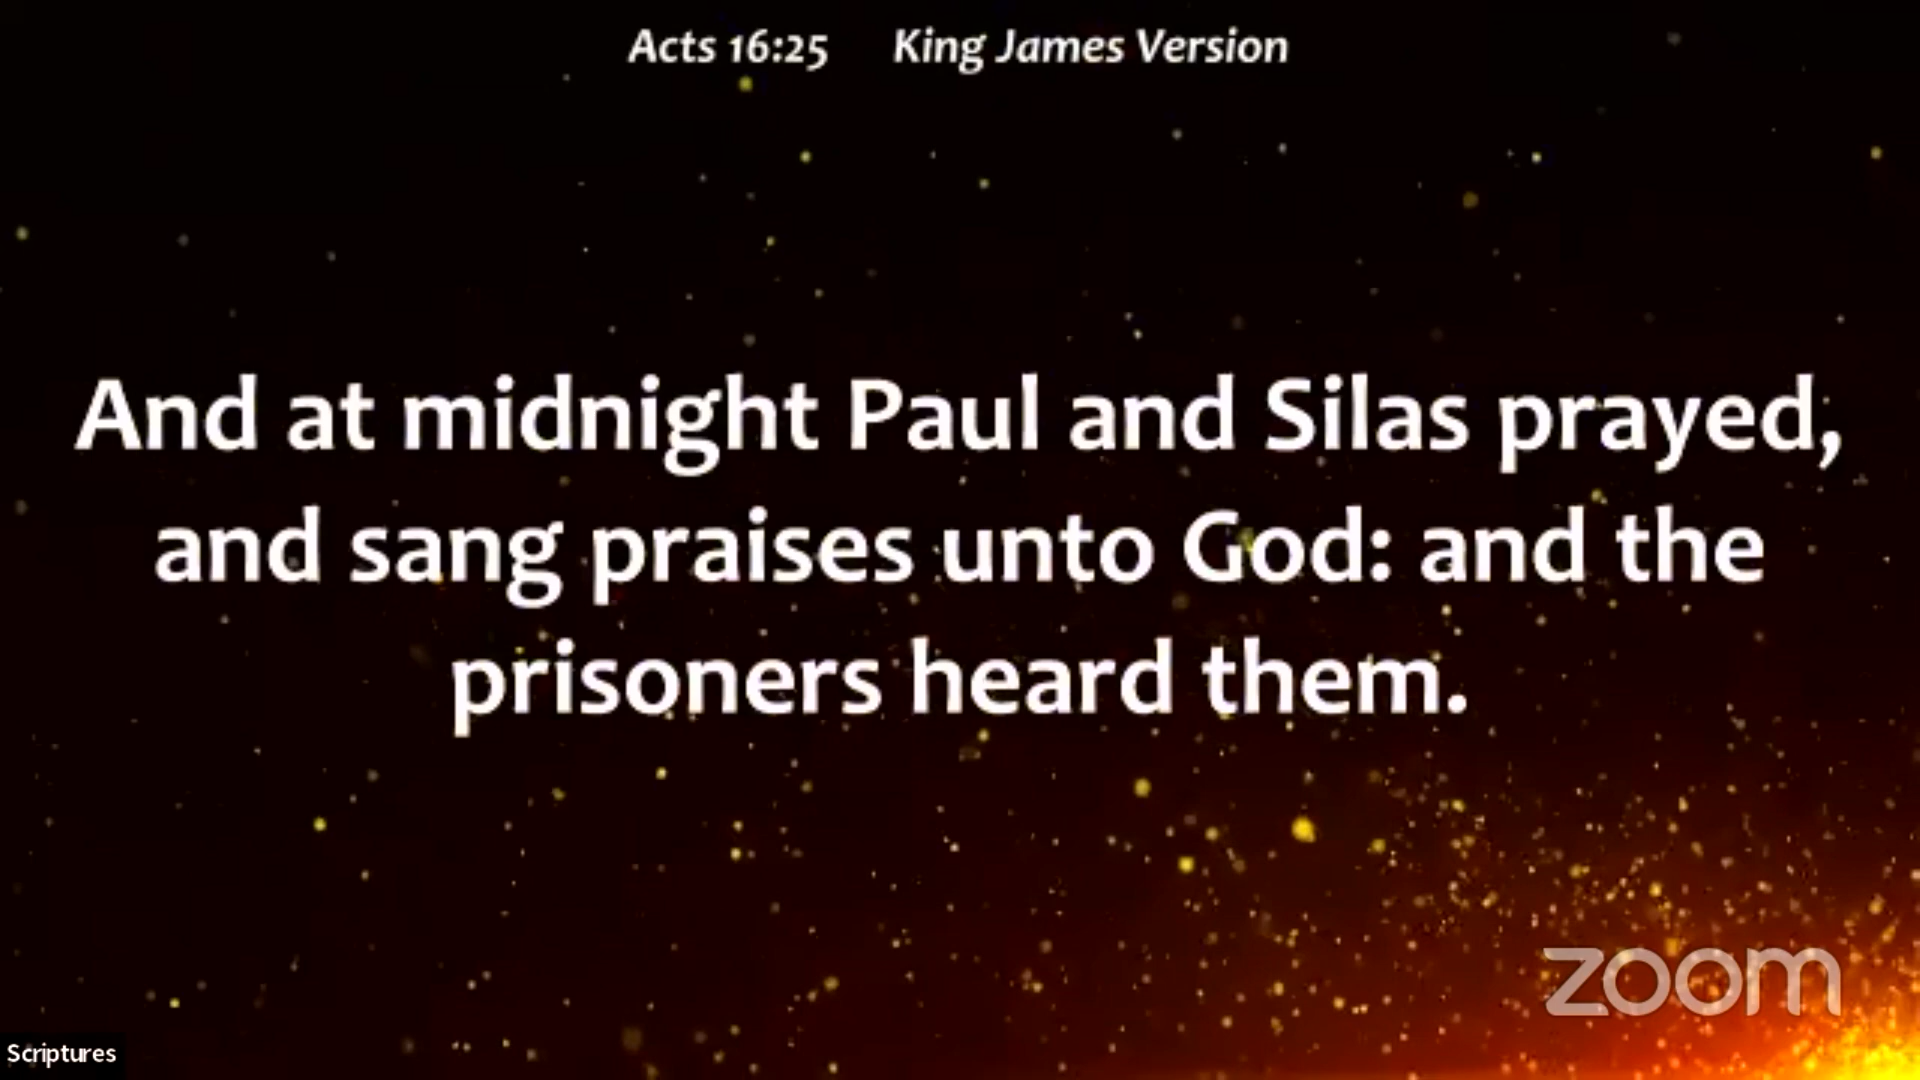 Acts 16:25 King James Version
And at midnight Paul and Silas prayed,
and sang praises unto God: and the
prisoners heard them.
zoom
Scriptures